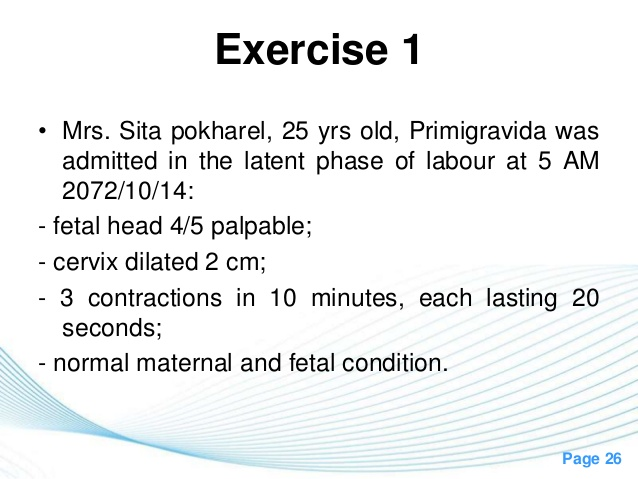 Exercise 1
• Mrs. Sita pokharel, 25 yrs old, Primigravida was
admitted in the latent phase of labour at 5 AM
2072/10/14:
- fetal head 4/5 palpable;
- cervix dilated 2 cm;
- 3 contractions in 10 minutes, each lasting 20
seconds;
- normal maternal and fetal condition.
Page 26